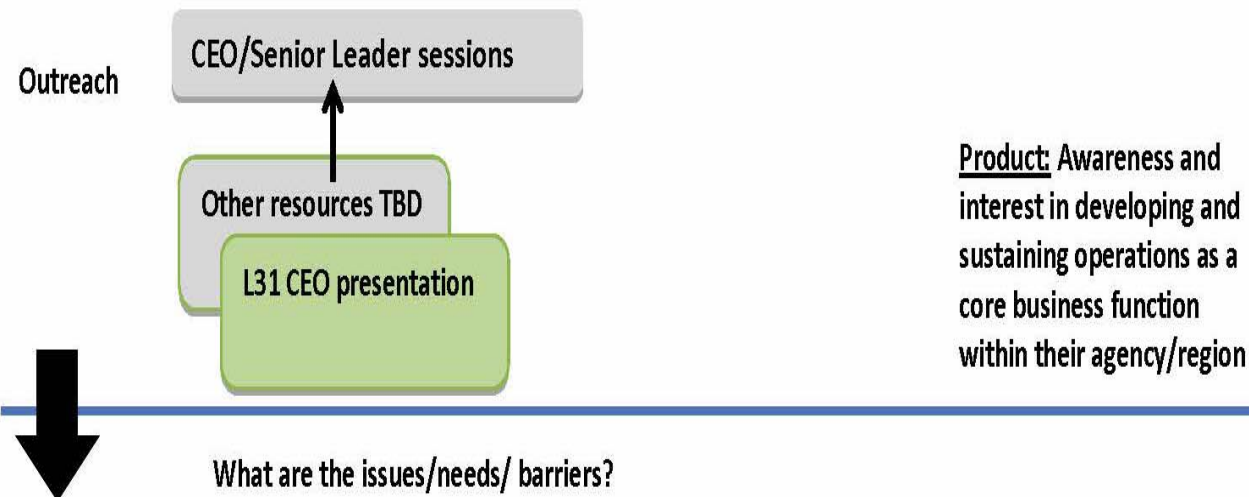 Outreach
CEO/Senior Leader sessions
Other resources TBD
L31 CEO presentation
Product: Awareness and
interest in developing and
sustaining operations as a
core business function
within their agency/region
What are the issues/needs/ barriers?